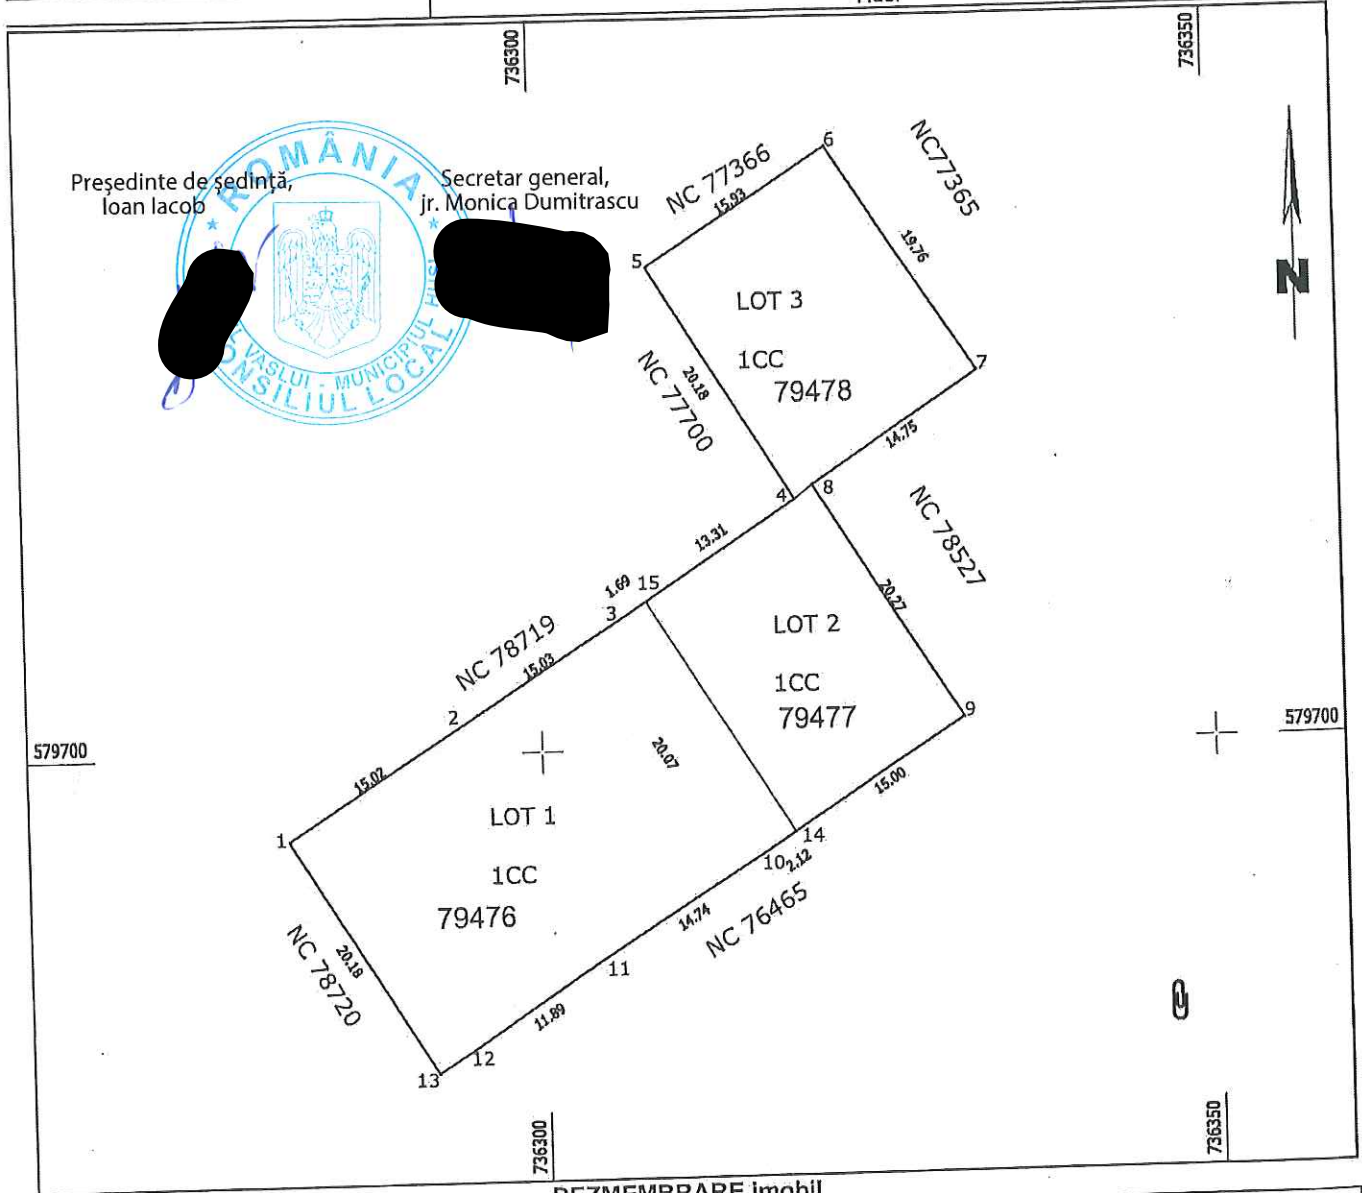 736300
736350
ROMÂNIA
VASLUI - MUNICIPIUL HUȘI
CONSILIUL LOCAL
Președinte de ședință,
Ioan Iacob
Secretar general,
jr. Monica Dumitrascu
NC 77366
15.93
6
NC77365
19.76
5
LOT 3
1CC
79478
N
7
NC 77700
20.18
14.75
4
8
NC 78527
13.31
1.69
15
3
20.27
NC 78719
15.03
LOT 2
1CC
79477
2
9
579700
579700
15.02
20.07
15.00
LOT 1
1CC
79476
1
14
10
2.12
NC 76465
14.74
NC 78720
20.18
11
11.89
12
13
736300
736350
DEZMEMBRARE imobil